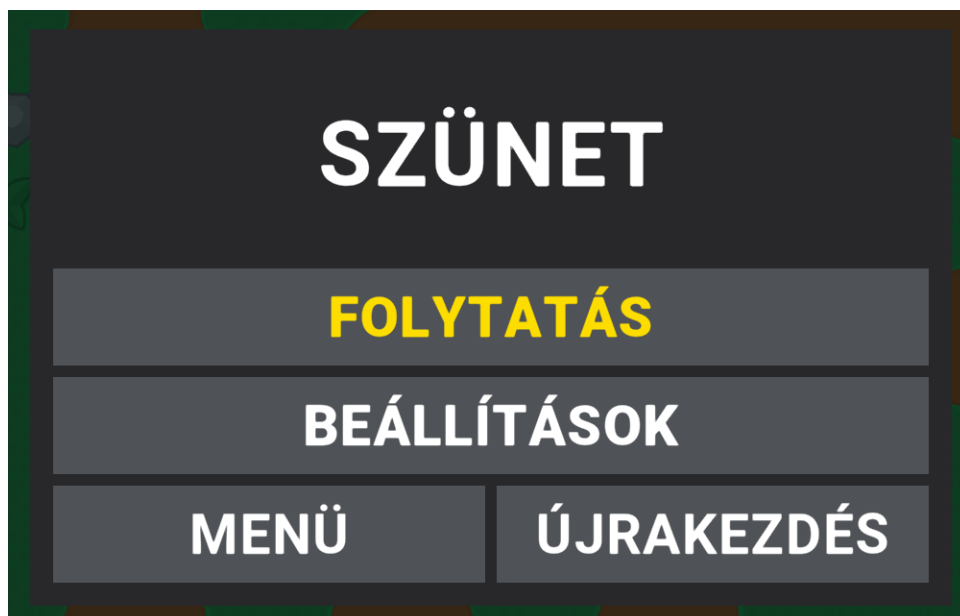 SZÜNET
FOLYTATÁS
BEÁLLÍTÁSOK
MENÜ
ÚJRAKEZDÉS